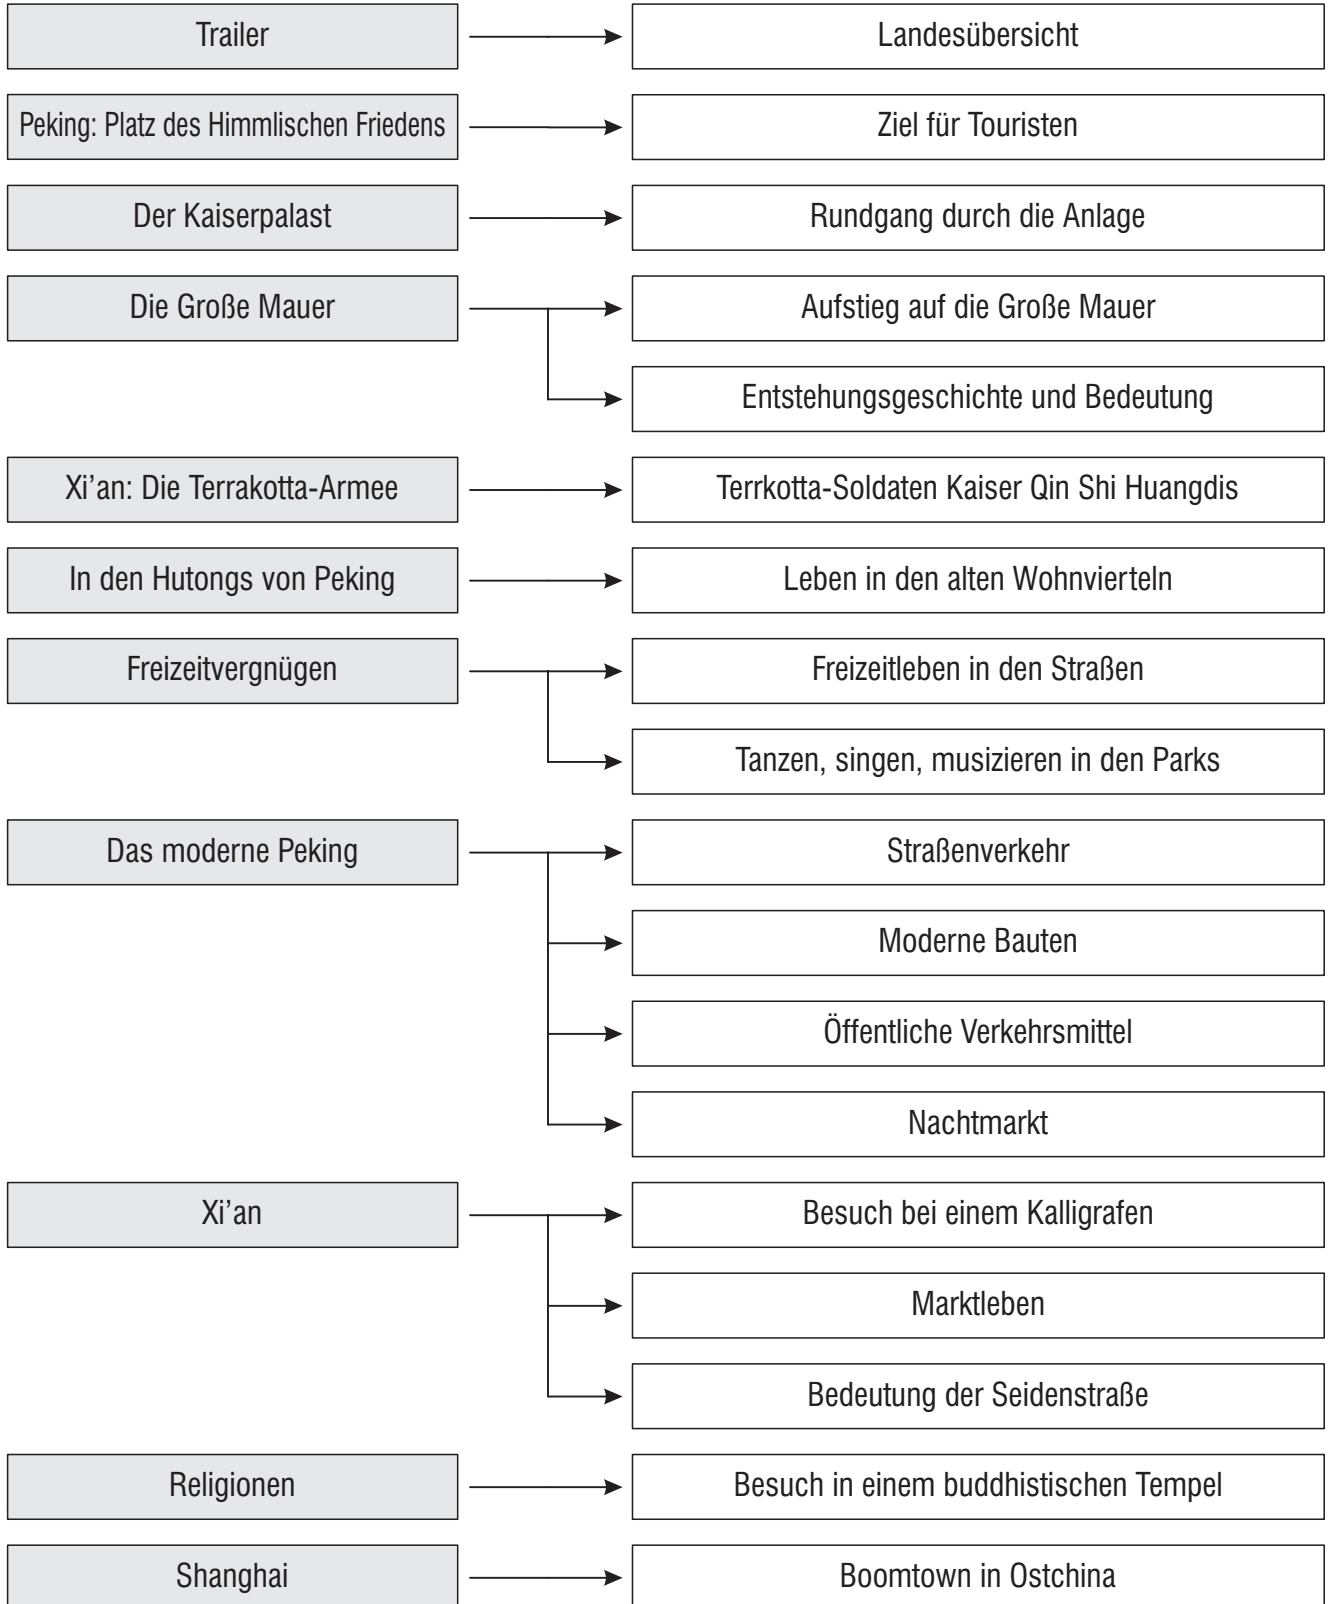 Trailer
Landesübersicht
Peking: Platz des Himmlischen Friedens
Ziel für Touristen
Der Kaiserpalast
Rundgang durch die Anlage
Die Große Mauer
Aufstieg auf die Große Mauer
Entstehungsgeschichte und Bedeutung
Xi’an: Die Terrakotta-Armee
Terrkotta-Soldaten Kaiser Qin Shi Huangdis
In den Hutongs von Peking
Leben in den alten Wohnvierteln
Freizeitvergnügen
Freizeitleben in den Straßen
Tanzen, singen, musizieren in den Parks
Das moderne Peking
Straßenverkehr
Moderne Bauten
Öffentliche Verkehrsmittel
Nachtmarkt
Xi’an
Besuch bei einem Kalligrafen
Marktleben
Bedeutung der Seidenstraße
Religionen
Besuch in einem buddhistischen Tempel
Shanghai
Boomtown in Ostchina